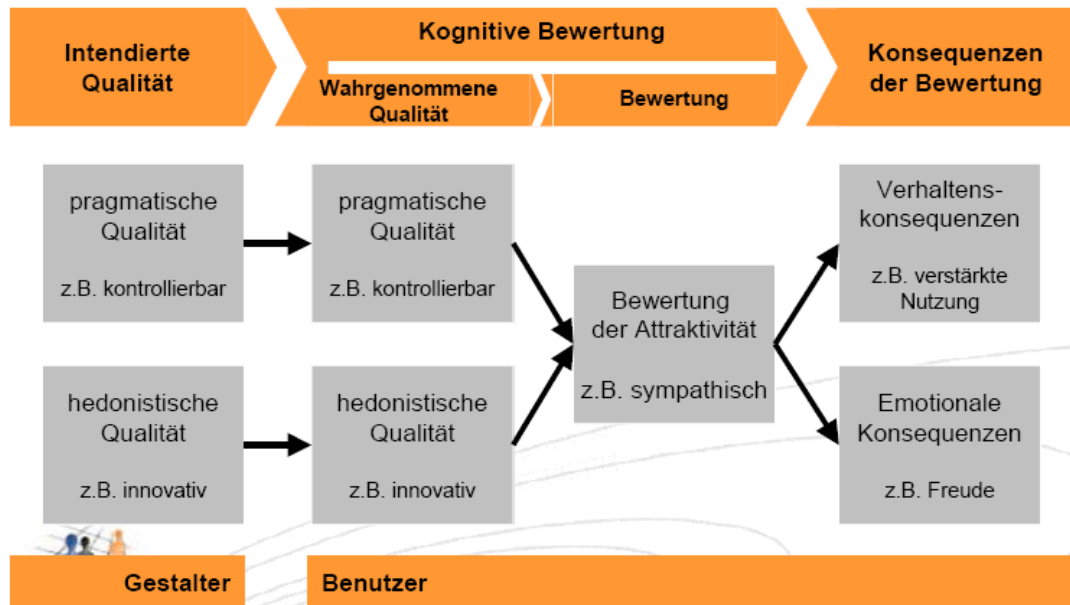 Intendierte
Qualität
Kognitive Bewertung
Wahrgenommene
Qualität
Bewertung
Konsequenzen
der Bewertung
pragmatische
Qualität
z.B. kontrollierbar
pragmatische
Qualität
z.B. kontrollierbar
hedonistische
Qualität
z.B. innovativ
hedonistische
Qualität
z.B. innovativ
Bewertung
der Attraktivität
z.B. sympathisch
Verhaltens-
konsequenzen
z.B. verstärkte
Nutzung
Emotionale
Konsequenzen
z.B. Freude
Gestalter
Benutzer